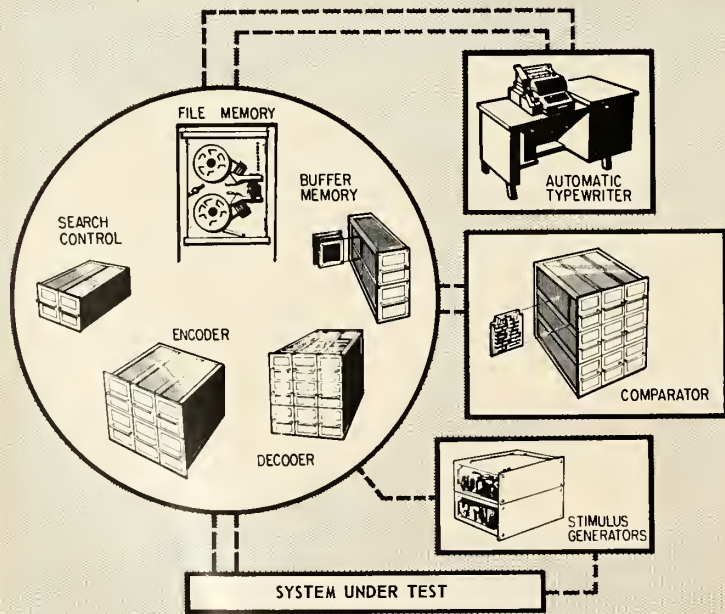 FILE MEMORY
BUFFER
MEMORY
SEARCH
CONTROL
ENCODER
DECODER
AUTOMATIC
TYPEWRITER
COMPARATOR
STIMULUS
GENERATORS
SYSTEM UNDER TEST